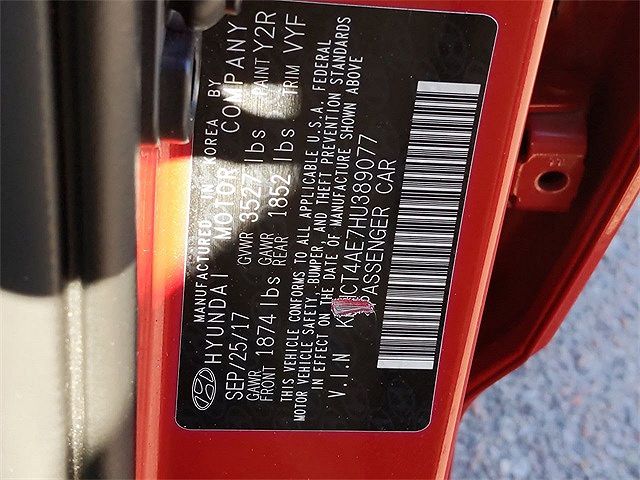 MANUFACTURED IN KOREA BY
HYUNDAI MOTOR COMPANY
SEP/25/17 GVWR 3527 lbs PAINT Y2R
GAWR FRONT 1874 lbs GAWR REAR 1852 lbs TRIM VYF
THIS VEHICLE CONFORMS TO ALL APPLICABLE U.S.A. FEDERAL
MOTOR VEHICLE SAFETY, BUMPER, AND THEFT PREVENTION STANDARDS
IN EFFECT ON THE DATE OF MANUFACTURE SHOWN ABOVE
V.I.N CT4AE7HU389077
PASSENGER CAR